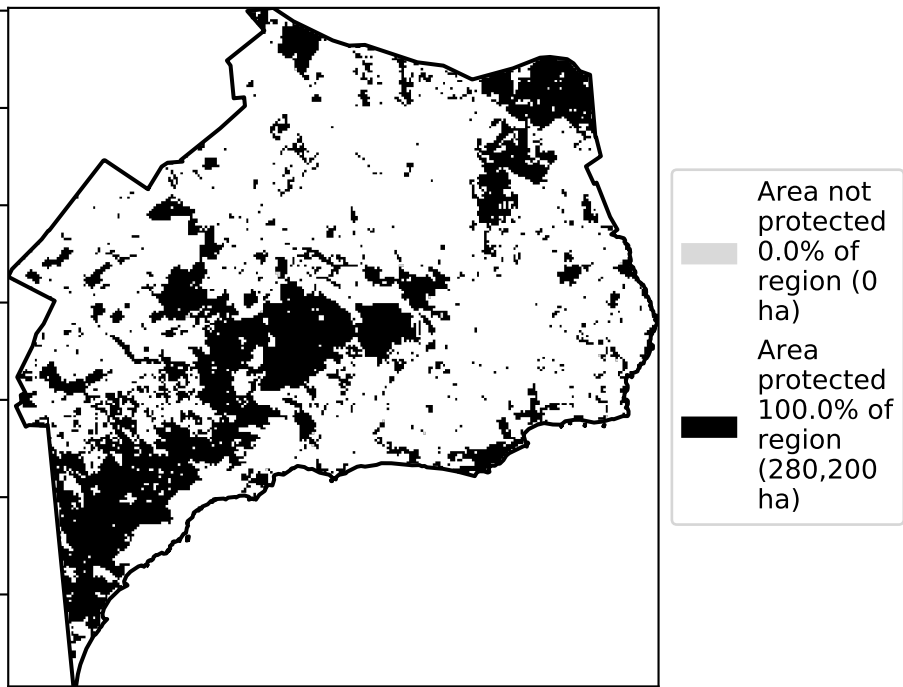 Area not
protected
0.0% of
region (0
ha)
Area
protected
100.0% of
region
(280,200
ha)